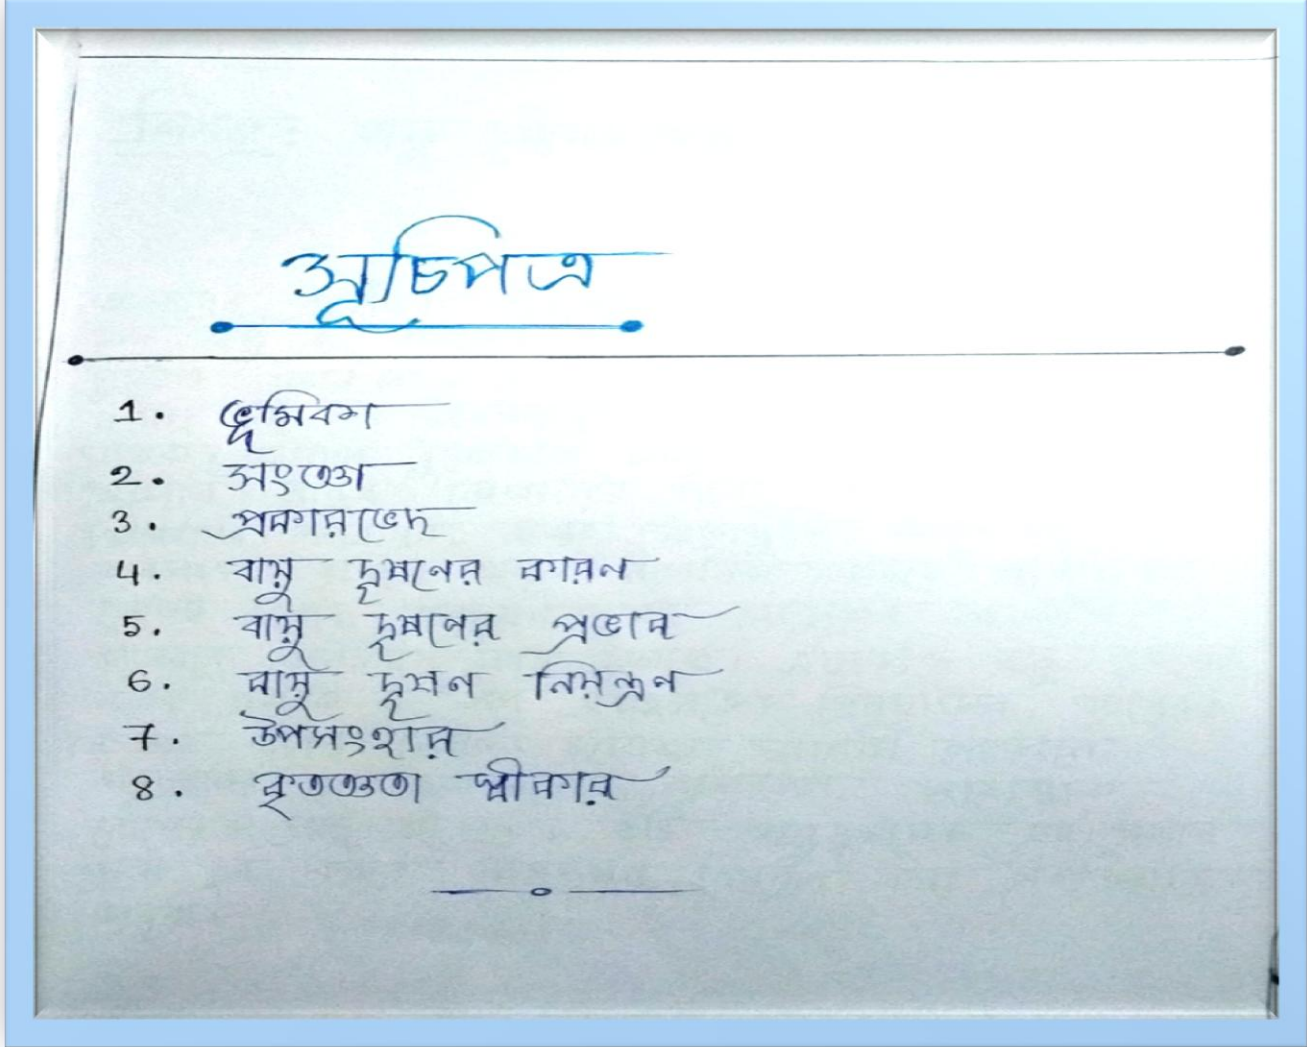 সূচিপত্র
1. ভূমিকা
2. সংজ্ঞা
3. প্রকারভেদ
4. বায়ু দূষণের কারন
5. বায়ু দূষণের প্রভাব
6. বায়ু দূষণ নিয়ন্ত্রণ
7. উপসংহার
8. কৃতজ্ঞতা স্বীকার